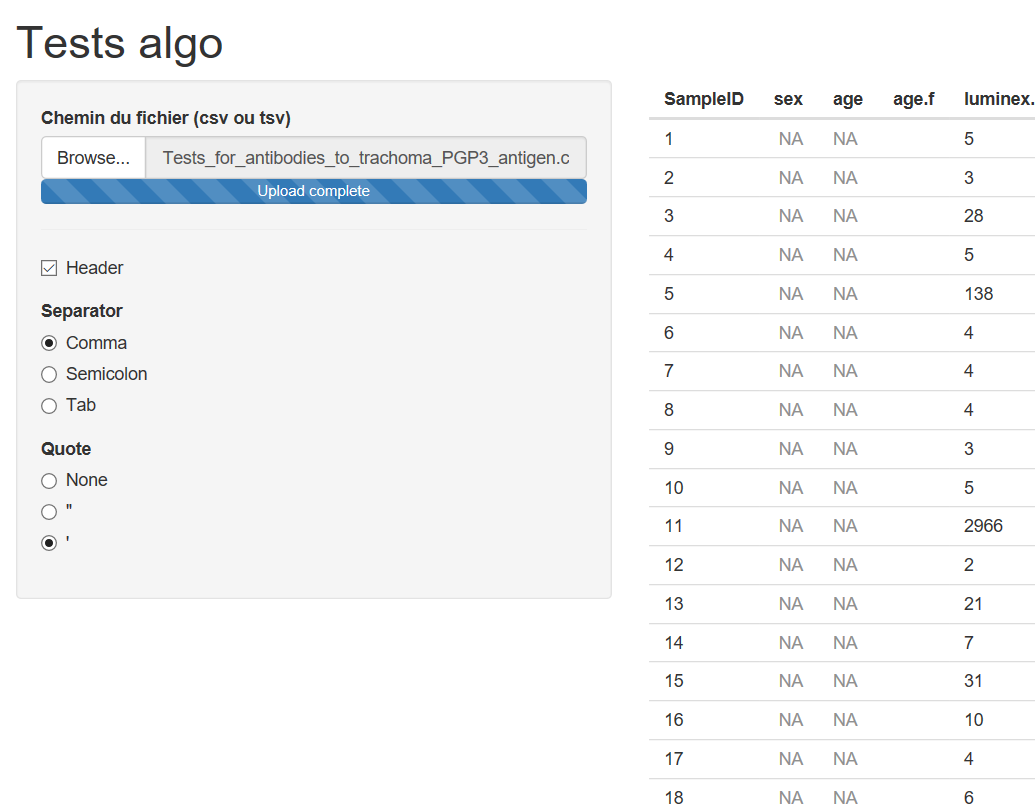 Tests algo
Chemin du fichier (csv ou tsv)
Browse... Tests_for_antibodies_to_trachoma_PGP3_antigen.c
Upload complete
Header
Separator
Comma
Semicolon
Tab
Quote
None
"
'
SampleID sex age age.f luminex.
1 NA NA 5
2 NA NA 3
3 NA NA 28
4 NA NA 5
5 NA NA 138
6 NA NA 4
7 NA NA 4
8 NA NA 4
9 NA NA 3
10 NA NA 5
11 NA NA 2966
12 NA NA 2
13 NA NA 21
14 NA NA 7
15 NA NA 31
16 NA NA 10
17 NA NA 4
18 NA NA 6